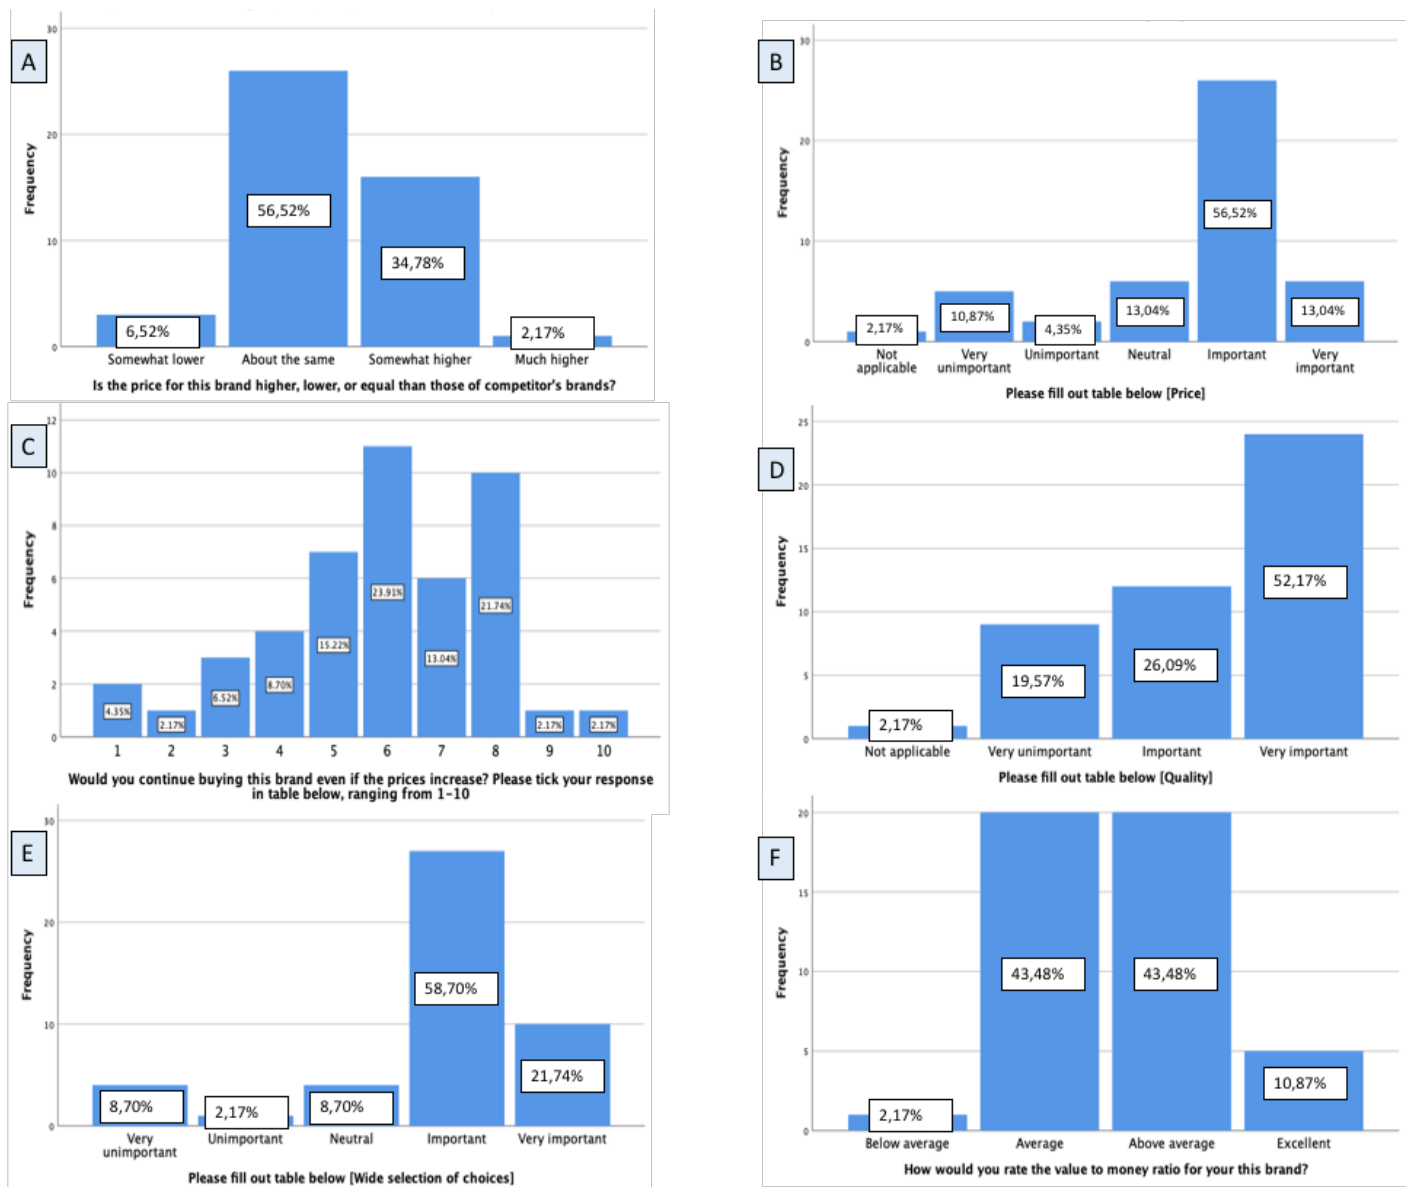 A
30
20
10
0
Frequency
6,52%
56,52%
34,78%
2,17%
Somewhat lower
About the same
Somewhat higher
Much higher
Is the price for this brand higher, lower, or equal than those of competitor's brands?
B
30
20
10
0
Frequency
2,17%
10,87%
4,35%
13,04%
56,52%
13,04%
Not
applicable
Very
unimportant
Unimportant
Neutral
Important
Very
important
Please fill out table below [Price]
C
12
10
8
6
4
2
0
Frequency
4.35%
2.17%
6.52%
8.70%
15.22%
23.91%
13.04%
21.74%
2.17%
2.17%
1
2
3
4
5
6
7
8
9
10
Would you continue buying this brand even if the prices increase? Please tick your response
in table below, ranging from 1-10
D
25
20
15
10
5
0
Frequency
2,17%
19,57%
26,09%
52,17%
Not applicable
Very unimportant
Important
Very important
Please fill out table below [Quality]
E
30
20
10
0
Frequency
8,70%
2,17%
8,70%
58,70%
21,74%
Very
unimportant
Unimportant
Neutral
Important
Very important
Please fill out table below [Wide selection of choices]
F
20
15
10
5
0
Frequency
2,17%
43,48%
43,48%
10,87%
Below average
Average
Above average
Excellent
How would you rate the value to money ratio for your this brand?